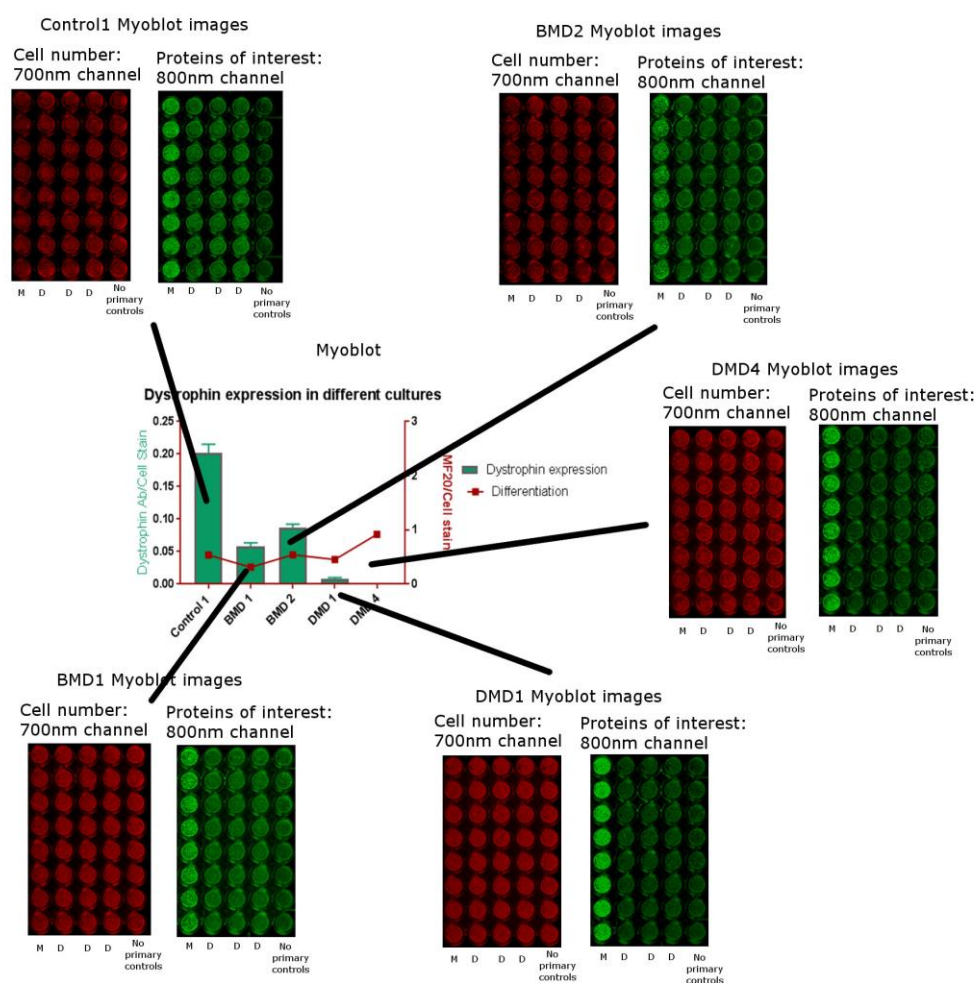 Control1 Myoblot images
Cell number:
700nm channel
Proteins of interest:
800nm channel
M D D D No primary controls
M D D D No primary controls
BMD2 Myoblot images
Cell number:
700nm channel
Proteins of interest:
800nm channel
M D D D No primary controls
M D D D No primary controls
Myoblot
Dystrophin expression in different cultures
Dystrophin Ab/Cell Stain
0.25
0.20
0.15
0.10
0.05
0.00
3
2
1
0
MF20/Cell stain
Dystrophin expression
Differentiation
Control 1
BMD 1
BMD 2
DMD 1
DMD 4
DMD4 Myoblot images
Cell number:
700nm channel
Proteins of interest:
800nm channel
M D D D No primary controls
M D D D No primary controls
BMD1 Myoblot images
Cell number:
700nm channel
Proteins of interest:
800nm channel
M D D D No primary controls
M D D D No primary controls
DMD1 Myoblot images
Cell number:
700nm channel
Proteins of interest:
800nm channel
M D D D No primary controls
M D D D No primary controls